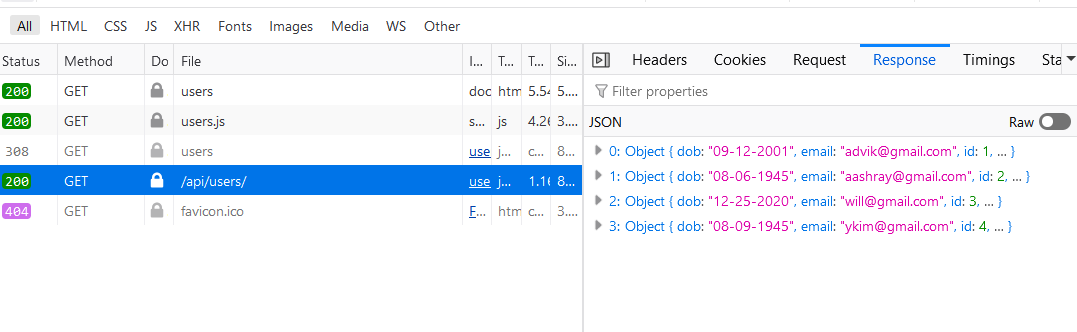 All HTML CSS JS XHR Fonts Images Media WS Other
Status Method Do File I... T... T... Si...
200 GET users doc htm 5.54 5....
200 GET users.js s... js 4.26 3....
308 GET users use j... c... 8...
200 GET /api/users/ use j... 1.16 8...
404 GET favicon.ico F... htm c... 3....
Headers Cookies Request Response Timings Sta
Filter properties
JSON Raw
0: Object { dob: "09-12-2001", email: "advik@gmail.com", id: 1, ... }
1: Object { dob: "08-06-1945", email: "aashray@gmail.com", id: 2, ... }
2: Object { dob: "12-25-2020", email: "will@gmail.com", id: 3, ... }
3: Object { dob: "08-09-1945", email: "ykim@gmail.com", id: 4, ... }